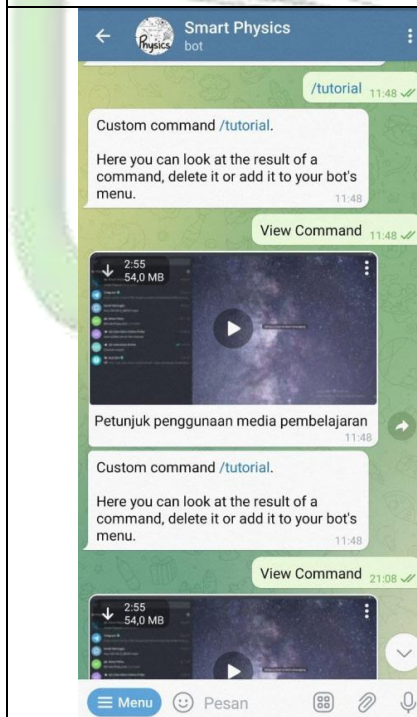 Smart Physics
bot
Physics
/tutorial 11:48
Custom command /tutorial.
Here you can look at the result of a
command, delete it or add it to your bot's
menu.
11:48
View Command 11:48
2:55
54,0 MB
Petunjuk penggunaan media pembelajaran
11:48
Custom command /tutorial.
Here you can look at the result of a
command, delete it or add it to your bot's
menu.
11:48
View Command 21:08
2:55
54,0 MB
Menu
Pesan